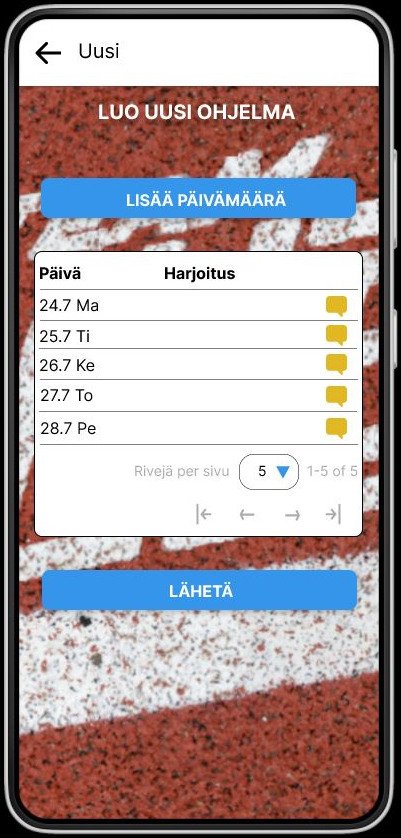 Uusi
LUO UUSI OHJELMA
LISÄÄ PÄIVÄMÄÄRÄ
Päivä Harjoitus
24.7 Ma
25.7 Ti
26.7 Ke
27.7 To
28.7 Pe
Rivejä per sivu 5 1-5 of 5
LÄHETÄ